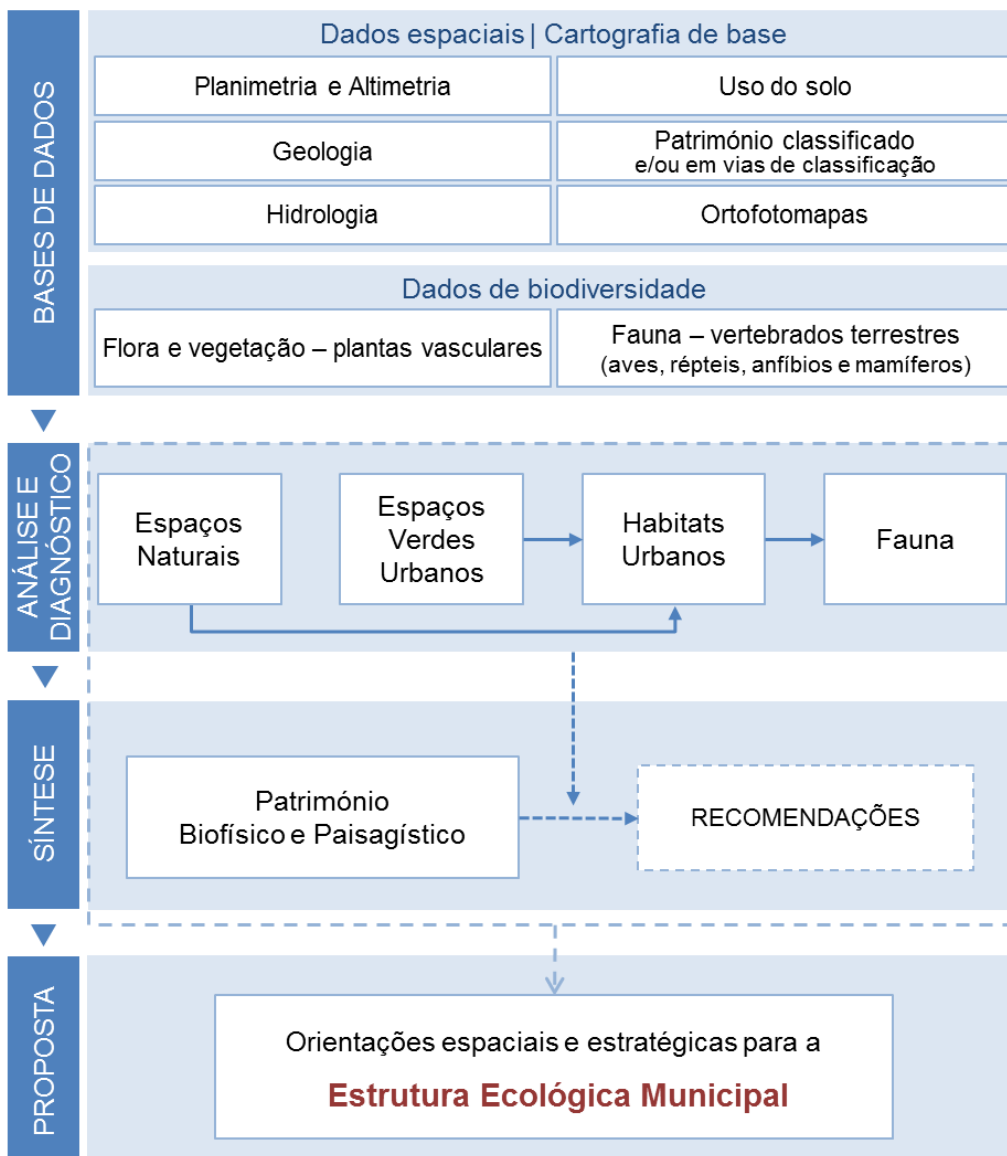 BASES DE DADOS
Dados espaciais | Cartografia de base
Planimetria e Altimetria
Uso do solo
Geologia
Património classificado
e/ou em vias de classificação
Hidrologia
Ortofotomapas
Dados de biodiversidade
Flora e vegetação – plantas vasculares
Fauna – vertebrados terrestres
(aves, répteis, anfíbios e mamíferos)
ANÁLISE E
DIAGNÓSTICO
Espaços
Naturais
Espaços
Verdes
Urbanos
Habitats
Urbanos
Fauna
SÍNTESE
Património
Biofísico e Paisagístico
RECOMENDAÇÕES
PROPOSTA
Orientações espaciais e estratégicas para a
Estrutura Ecológica Municipal